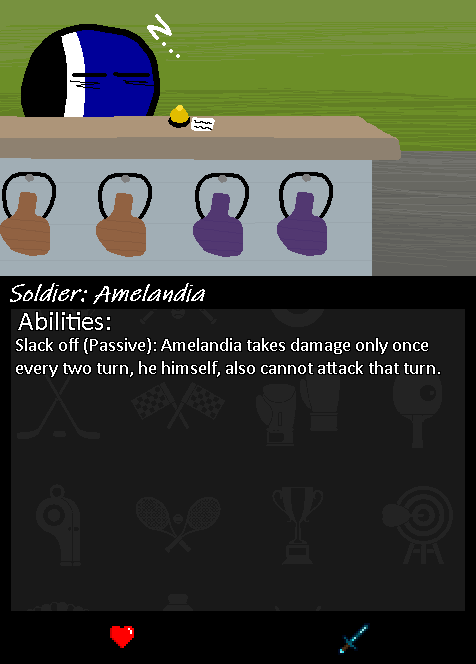 Z...
Soldier: Amelandia
Abilities:
Slack off (Passive): Amelandia takes damage only once
every two turn, he himself, also cannot attack that turn.